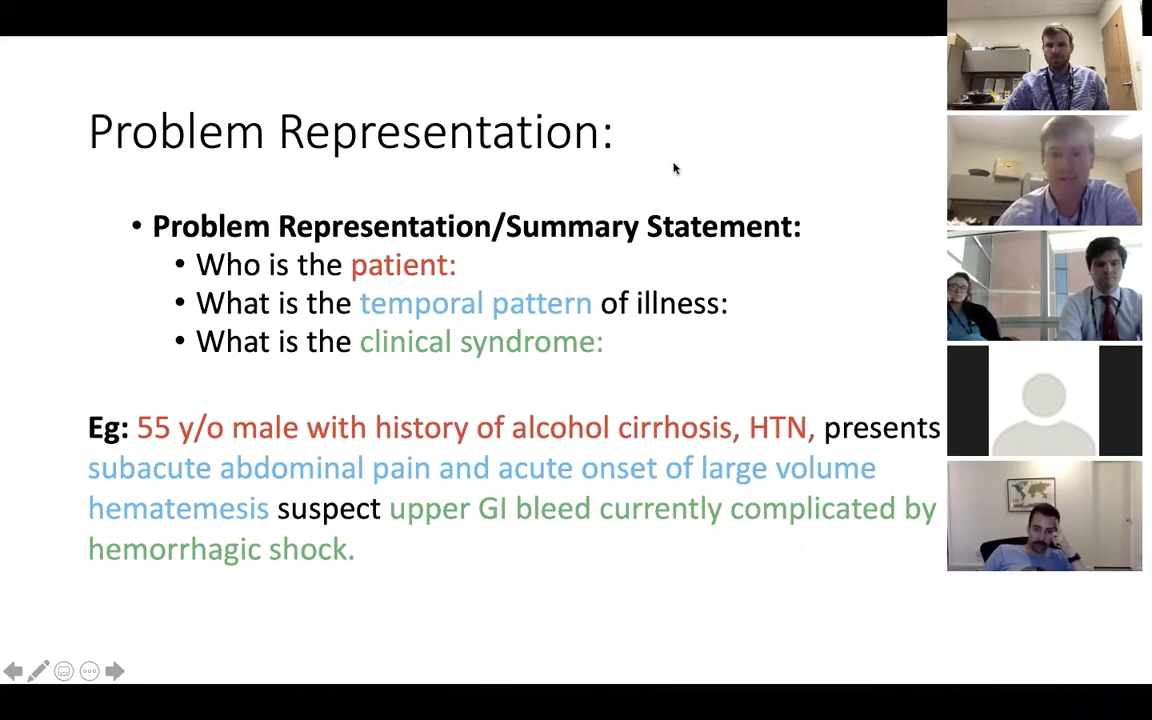 Problem Representation:
• Problem Representation/Summary Statement:
• Who is the patient:
• What is the temporal pattern of illness:
• What is the clinical syndrome:
Eg: 55 y/o male with history of alcohol cirrhosis, HTN, presents
subacute abdominal pain and acute onset of large volume
hematemesis suspect upper GI bleed currently complicated by
hemorrhagic shock.